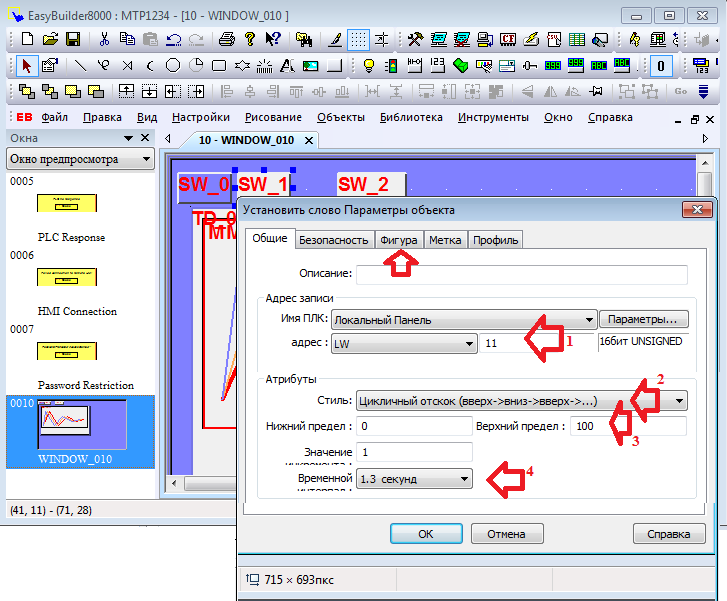 EasyBuilder8000 : MTP1234 - [10 - WINDOW_010 ]
EB Файл Правка Вид Настройки Рисование Объекты Библиотека Инструменты Окно Справка
Окна
10 - WINDOW_010
Окно предпросмотра
0005
PLC Response
0006
HMI Connection
0007
Password Restriction
0010
WINDOW_010
SW_0 SW_1 SW_2
Установить слово Параметры объекта
Общие Безопасность Фигура Метка Профиль
Описание:
Адрес записи
Имя ПЛК: Локальный Панель Параметры...
адрес : LW 11 1 16бит UNSIGNED
Атрибуты
2
Стиль: Цикличный отскок (вверх->вниз->вверх->...)
Нижний предел : 0 Верхний предел : 100
3
Значение 1
инкремента :
4
Временной 1.3 секунд
интервал :
OK Отмена Справка
(41, 11) - (71, 28)
715 × 693пкс